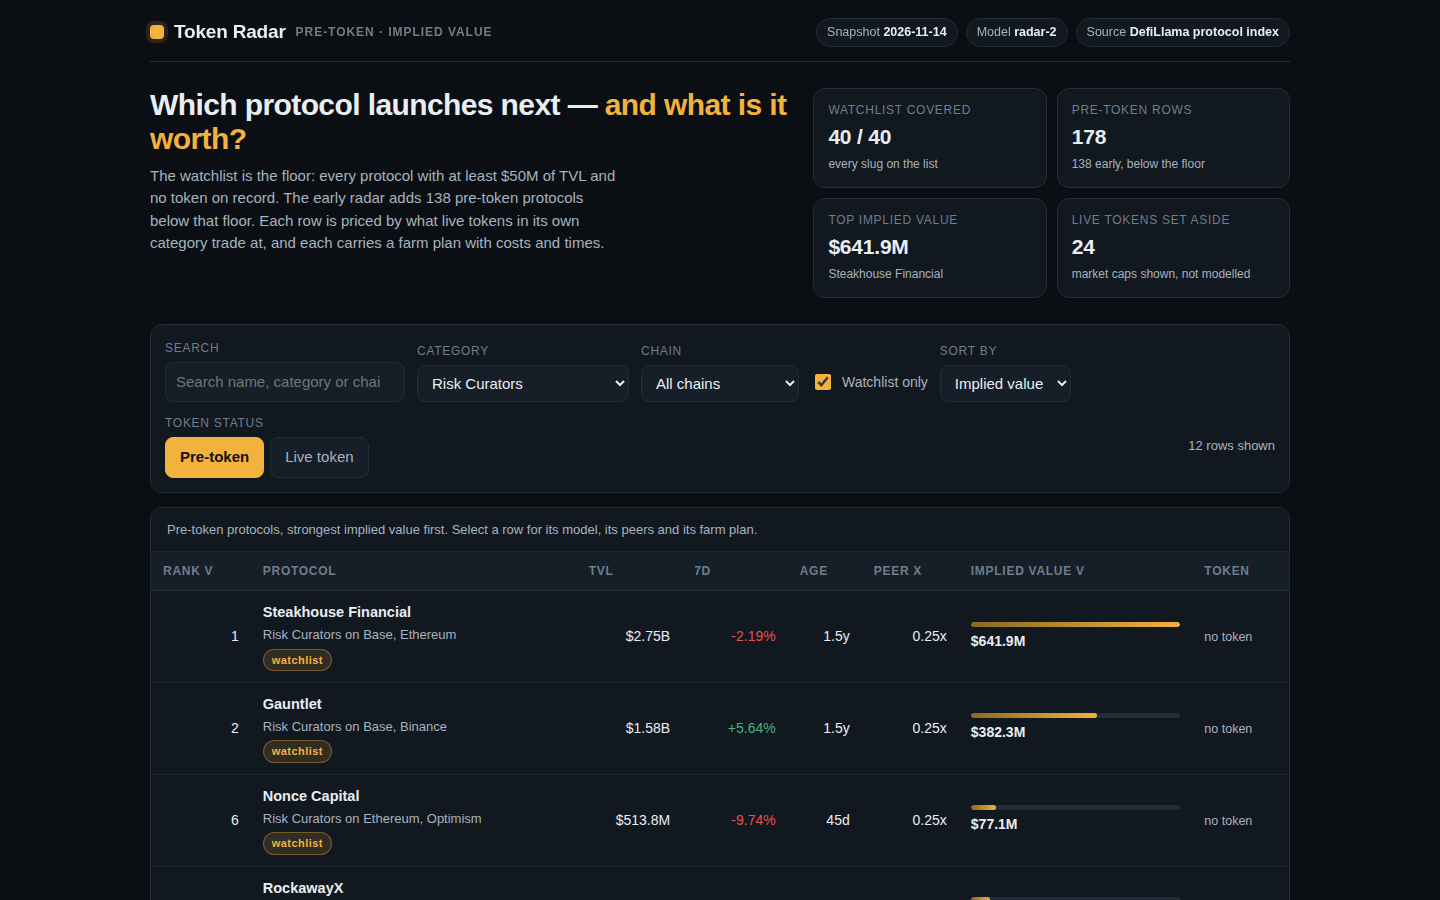 Token Radar PRE-TOKEN · IMPLIED VALUE
Snapshot 2026-11-14
Model radar-2
Source DefiLlama protocol index
Which protocol launches next — and what is it
worth?
The watchlist is the floor: every protocol with at least $50M of TVL and
no token on record. The early radar adds 138 pre-token protocols
below that floor. Each row is priced by what live tokens in its own
category trade at, and each carries a farm plan with costs and times.
WATCHLIST COVERED
40 / 40
every slug on the list
PRE-TOKEN ROWS
178
138 early, below the floor
TOP IMPLIED VALUE
$641.9M
Steakhouse Financial
LIVE TOKENS SET ASIDE
24
market caps shown, not modelled
SEARCH
Search name, category or chai
CATEGORY
Risk Curators
CHAIN
All chains
Watchlist only
SORT BY
Implied value
TOKEN STATUS
Pre-token
Live token
12 rows shown
Pre-token protocols, strongest implied value first. Select a row for its model, its peers and its farm plan.
RANK V PROTOCOL TVL 7D AGE PEER X IMPLIED VALUE V TOKEN
Steakhouse Financial
1 Risk Curators on Base, Ethereum $2.75B -2.19% 1.5y 0.25x $641.9M no token
watchlist
Gauntlet
2 Risk Curators on Base, Binance $1.58B +5.64% 1.5y 0.25x $382.3M no token
watchlist
Nonce Capital
6 Risk Curators on Ethereum, Optimism $513.8M -9.74% 45d 0.25x $77.1M no token
watchlist
RockawayX